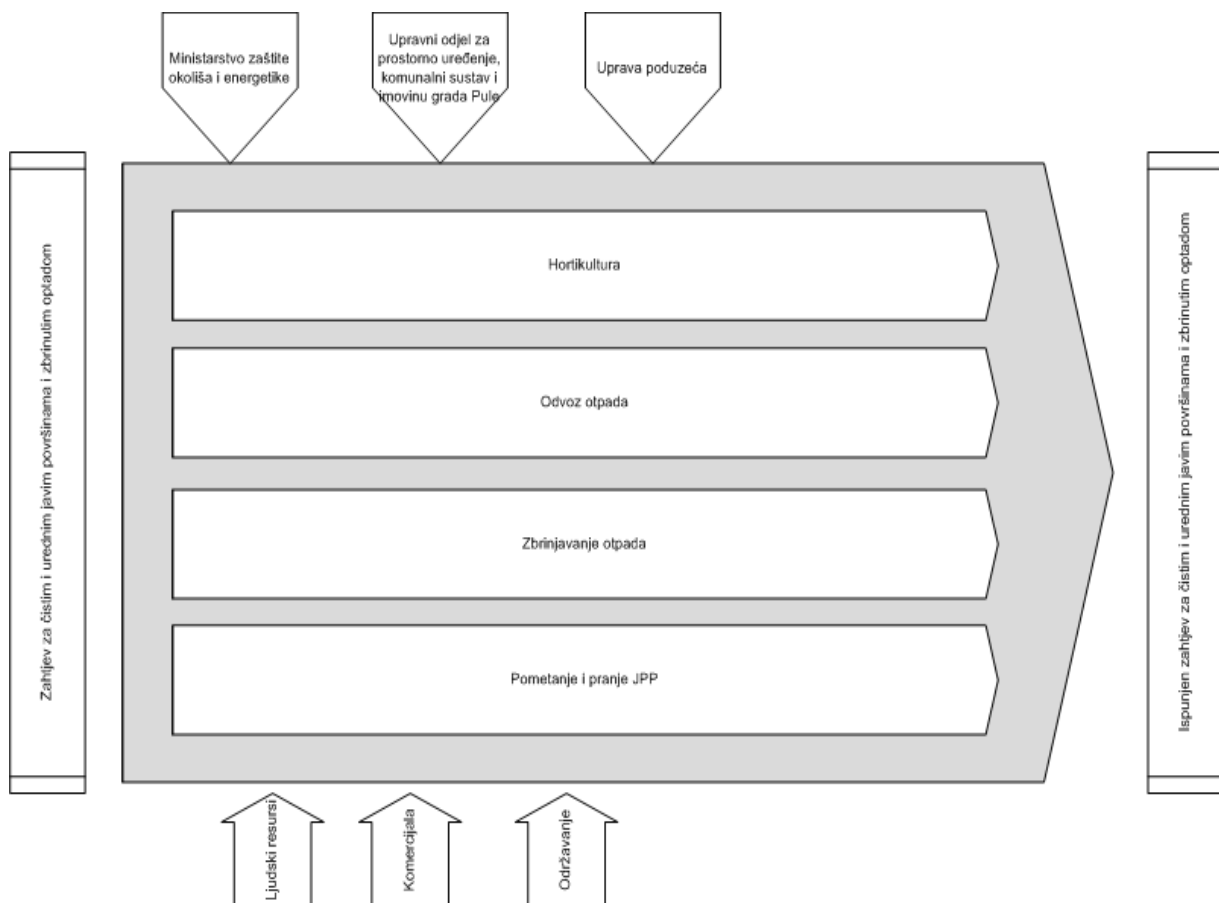 Ministarstvo zaštite
okoliša i energetike
Upravni odjel za
prostorno uređenje,
komunalni sustav i
imovinu grada Pule
Uprava poduzeća
Zahtjev za čistim i urednim javim površinama i zbrinutim optadom
Hortikultura
Odvoz otpada
Zbrinjavanje otpada
Pometanje i pranje JPP
Ispunjen zahtjev za čistim i urednim javim površinama i zbrinutim optadom
Ljudski resursi
Komercijala
Održavanje